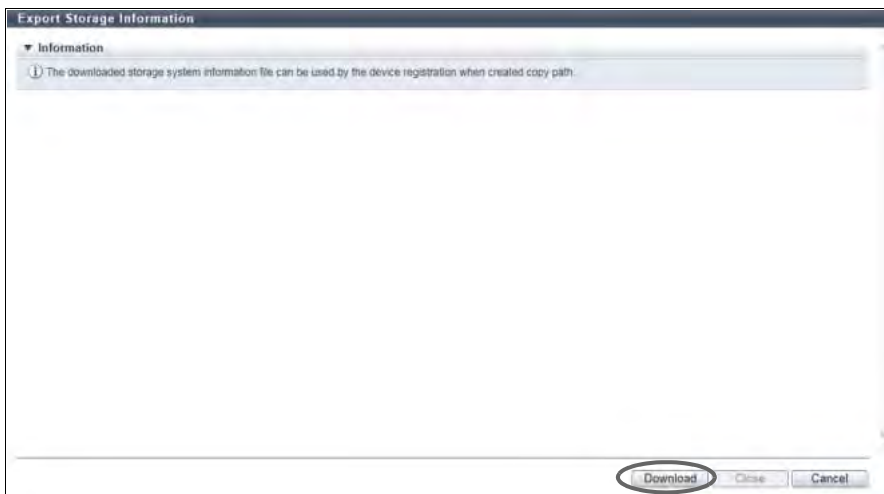 Export Storage Information
▼ Information
The downloaded storage system information file can be used by the device registration when created copy path.
Download Close Cancel